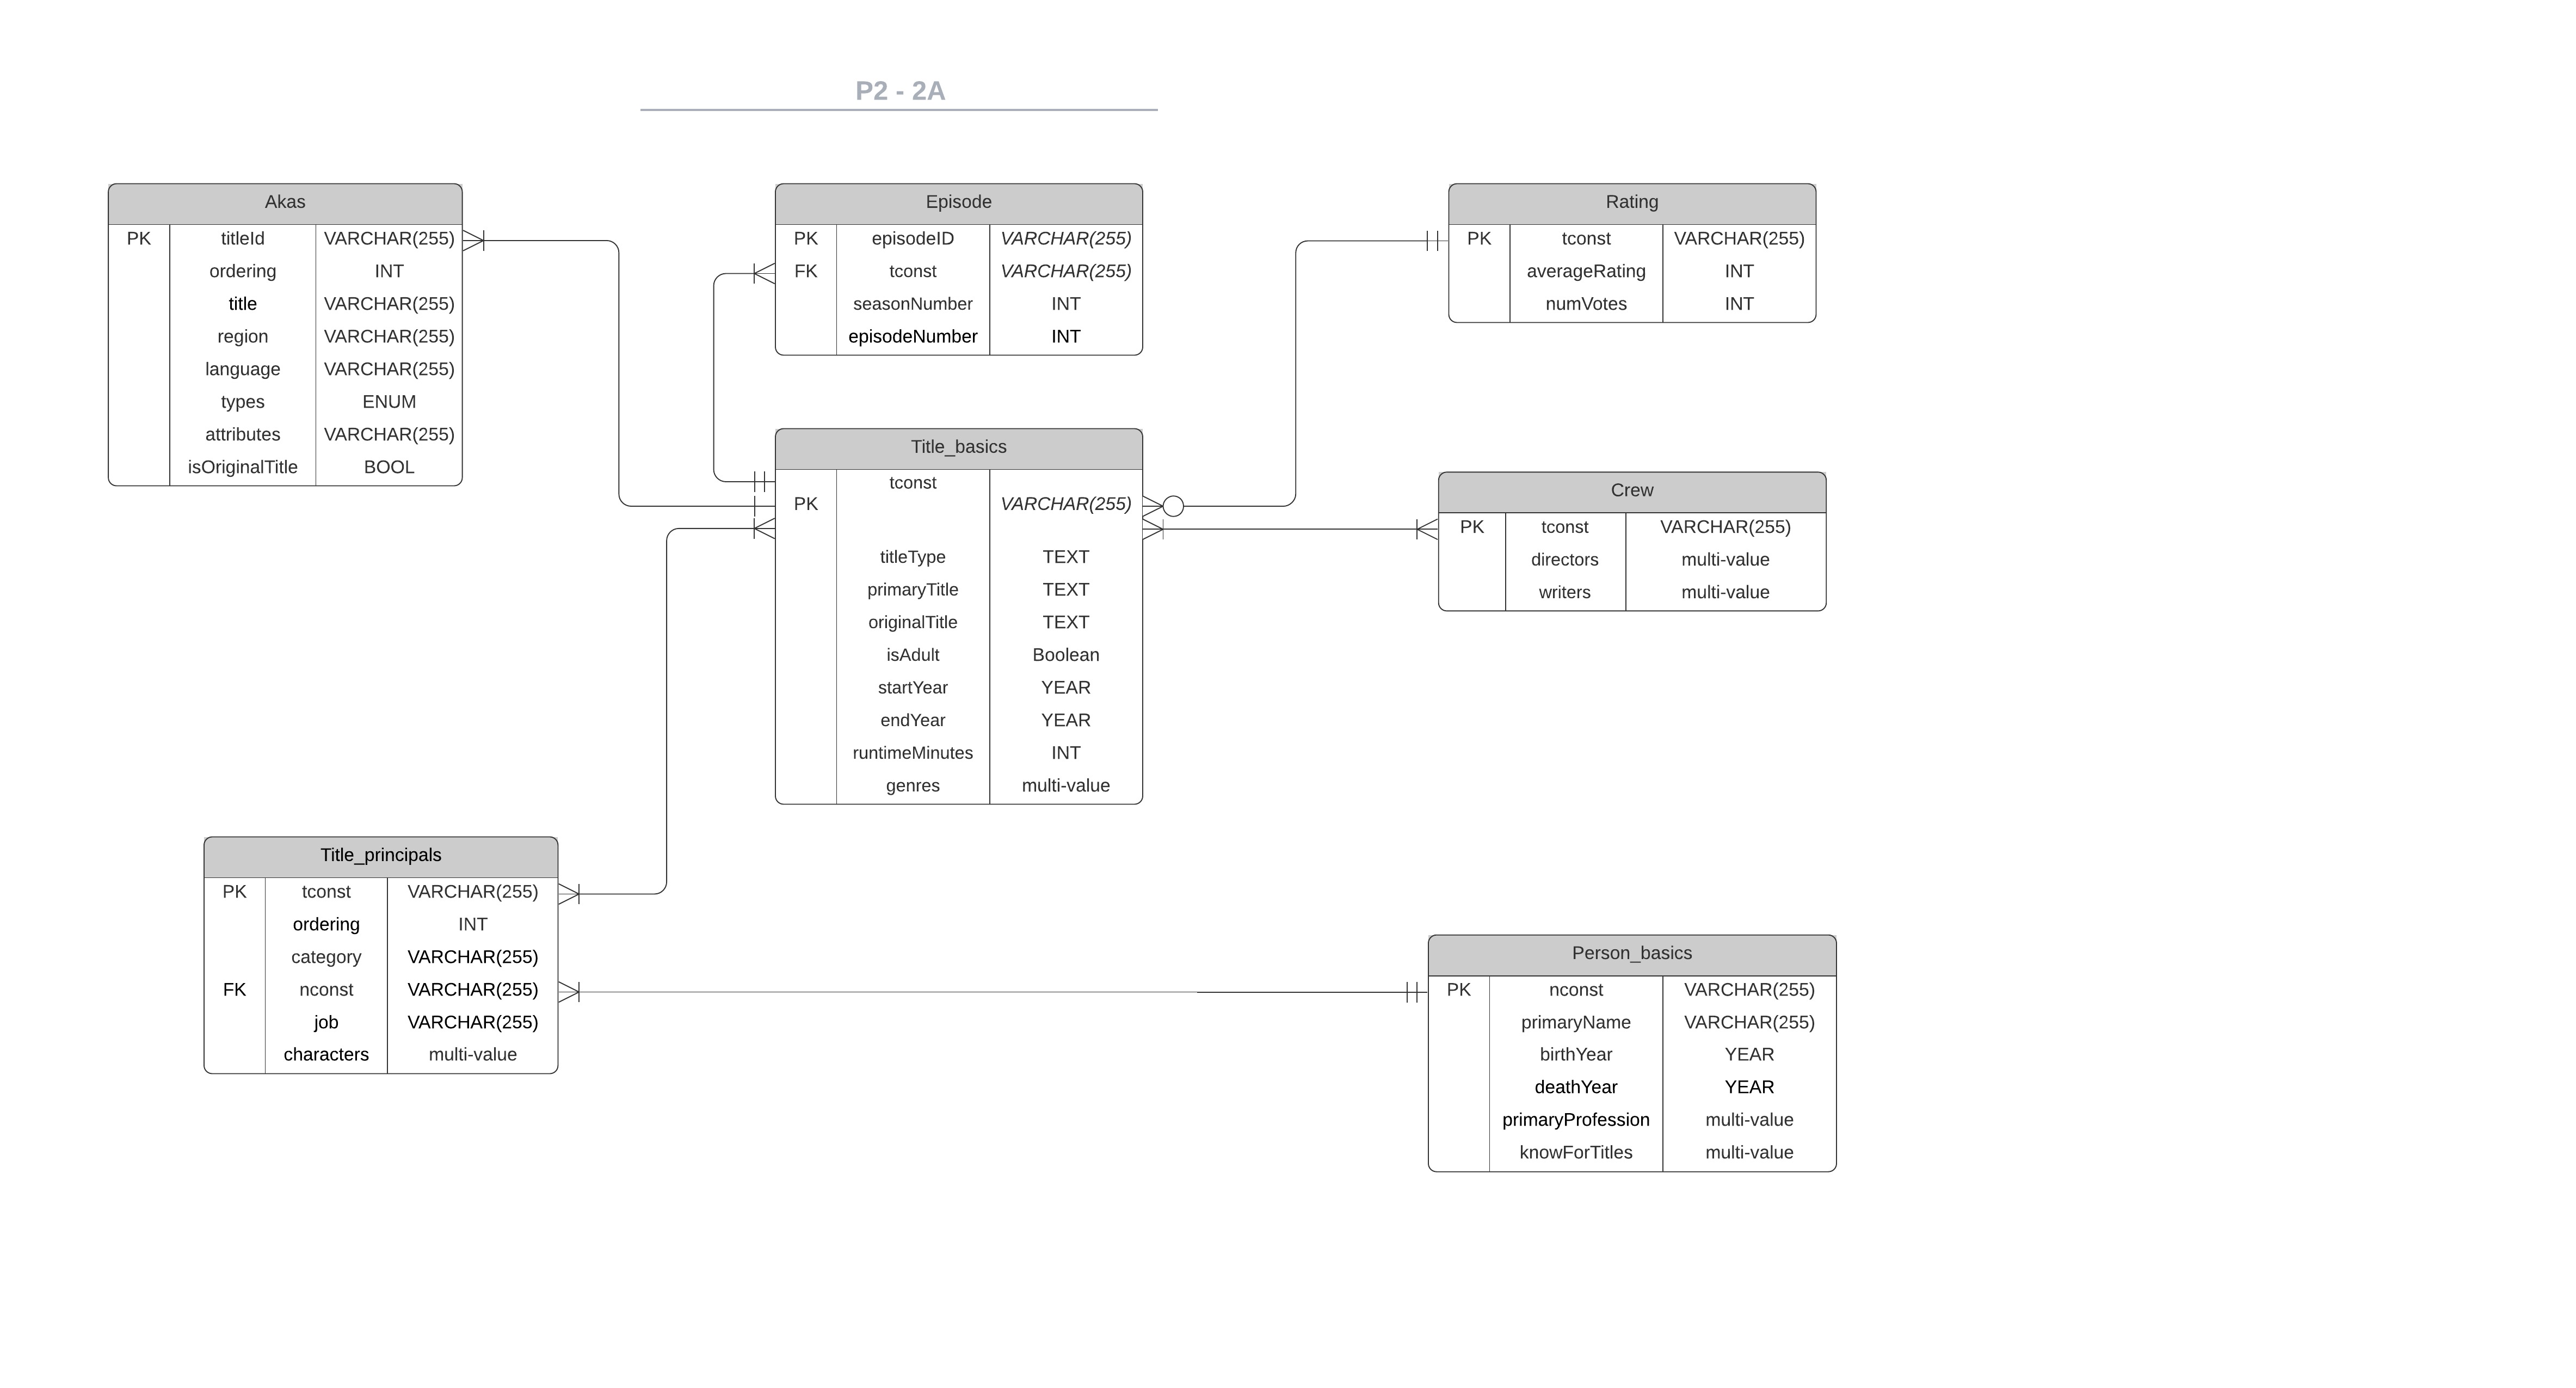 P2 - 2A
Akas
PK titleId VARCHAR(255)
ordering INT
title VARCHAR(255)
region VARCHAR(255)
language VARCHAR(255)
types ENUM
attributes VARCHAR(255)
isOriginalTitle BOOL
Episode
PK episodeID VARCHAR(255)
FK tconst VARCHAR(255)
seasonNumber INT
episodeNumber INT
Rating
PK tconst VARCHAR(255)
averageRating INT
numVotes INT
Title_basics
tconst
PK VARCHAR(255)
titleType TEXT
primaryTitle TEXT
originalTitle TEXT
isAdult Boolean
startYear YEAR
endYear YEAR
runtimeMinutes INT
genres multi-value
Crew
PK tconst VARCHAR(255)
directors multi-value
writers multi-value
Title_principals
PK tconst VARCHAR(255)
ordering INT
category VARCHAR(255)
FK nconst VARCHAR(255)
job VARCHAR(255)
characters multi-value
Person_basics
PK nconst VARCHAR(255)
primaryName VARCHAR(255)
birthYear YEAR
deathYear YEAR
primaryProfession multi-value
knowForTitles multi-value